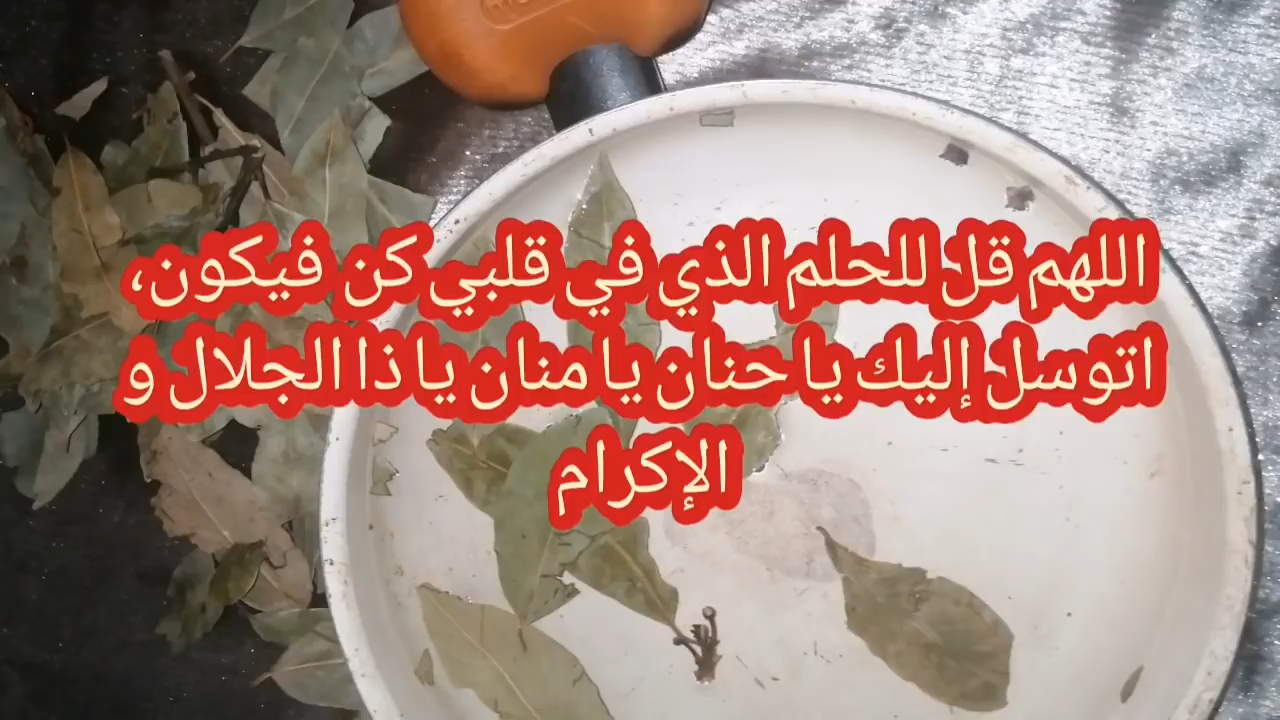 اللهم قل للحلم الذي في قلبي كن فيكون،
اتوسل إليك يا حنان يا منان يا ذا الجلال و
الإكرام